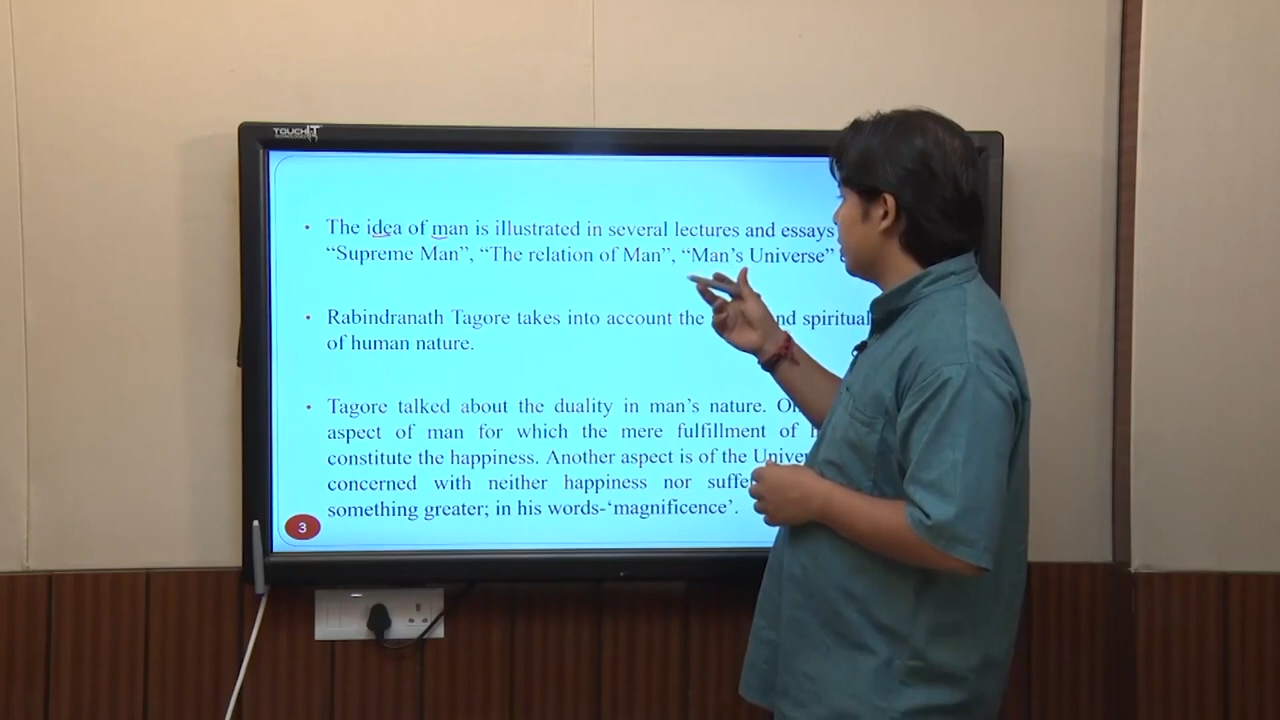 TOUCHIT
The idea of man is illustrated in several lectures and essays
“Supreme Man”, “The relation of Man”, “Man’s Universe”
Rabindranath Tagore takes into account the nd spiritual
of human nature.
Tagore talked about the duality in man’s nature. O
aspect of man for which the mere fulfillment of
constitute the happiness. Another aspect is of the Univer
concerned with neither happiness nor suffe
something greater; in his words-‘magnificence’.
3